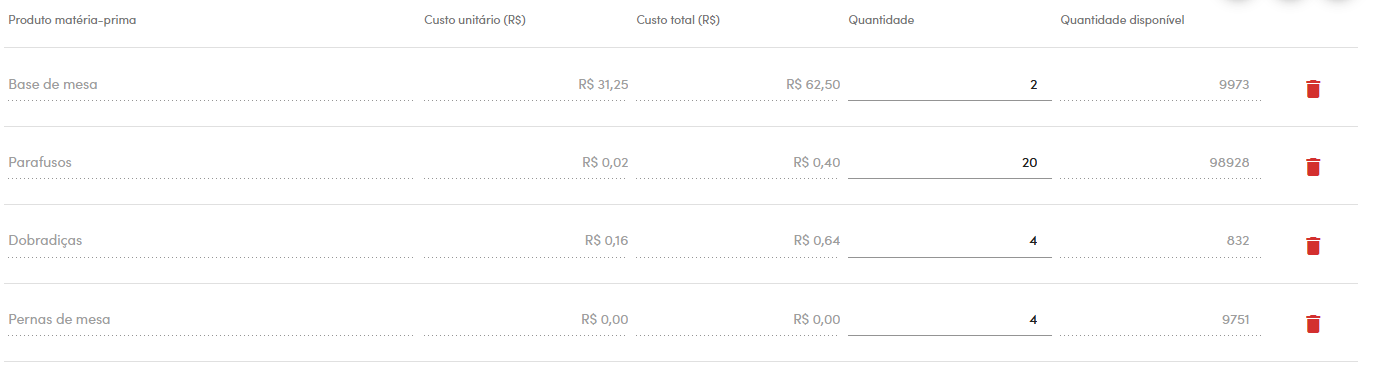 Produto matéria-prima Custo unitário (R$) Custo total (R$) Quantidade Quantidade disponível
Base de mesa R$ 31,25 R$ 62,50 2 9973
Parafusos R$ 0,02 R$ 0,40 20 98928
Dobradiças R$ 0,16 R$ 0,64 4 832
Pernas de mesa R$ 0,00 R$ 0,00 4 9751